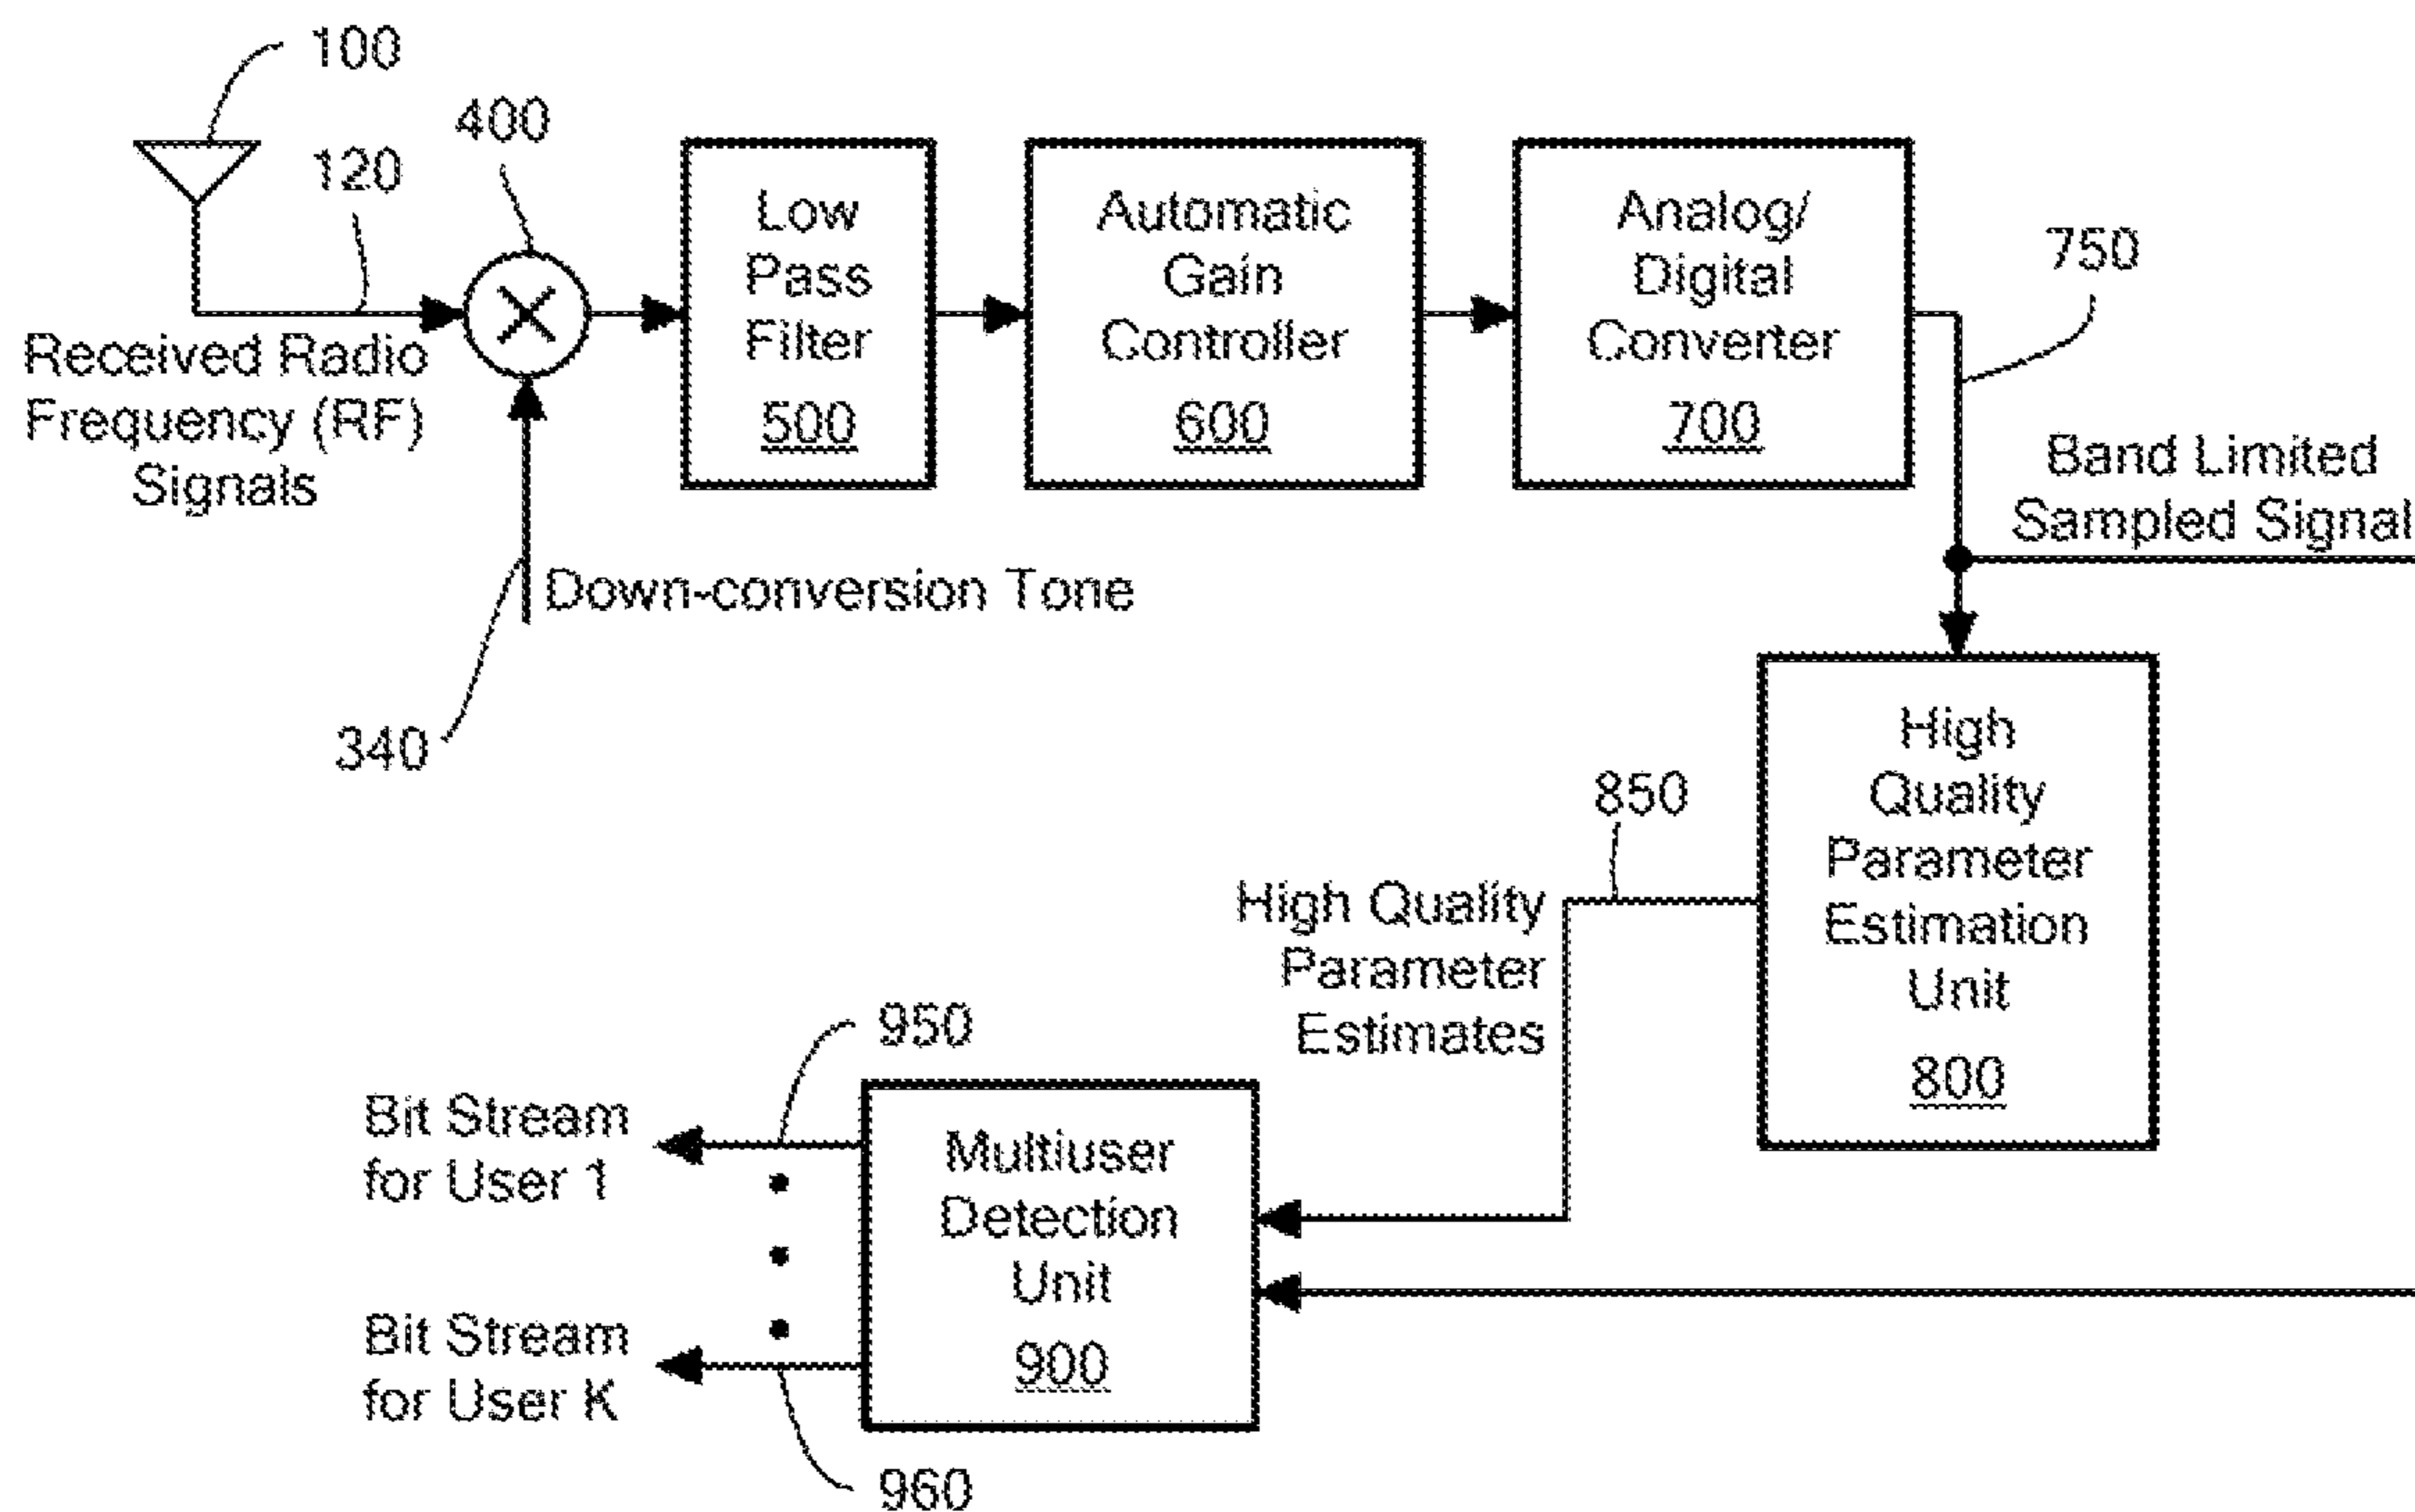 100
120
400
Received Radio
Frequency (RF)
Signals
340
Down-conversion Tone
Low
Pass
Filter
500
Automatic
Gain
Controller
600
Analog/
Digital
Converter
700
750
Band Limited
Sampled Signal
High
Quality
Parameter
Estimation
Unit
800
850
High Quality
Parameter
Estimates
Multiuser
Detection
Unit
900
950
Bit Stream
for User 1
Bit Stream
for User K
960